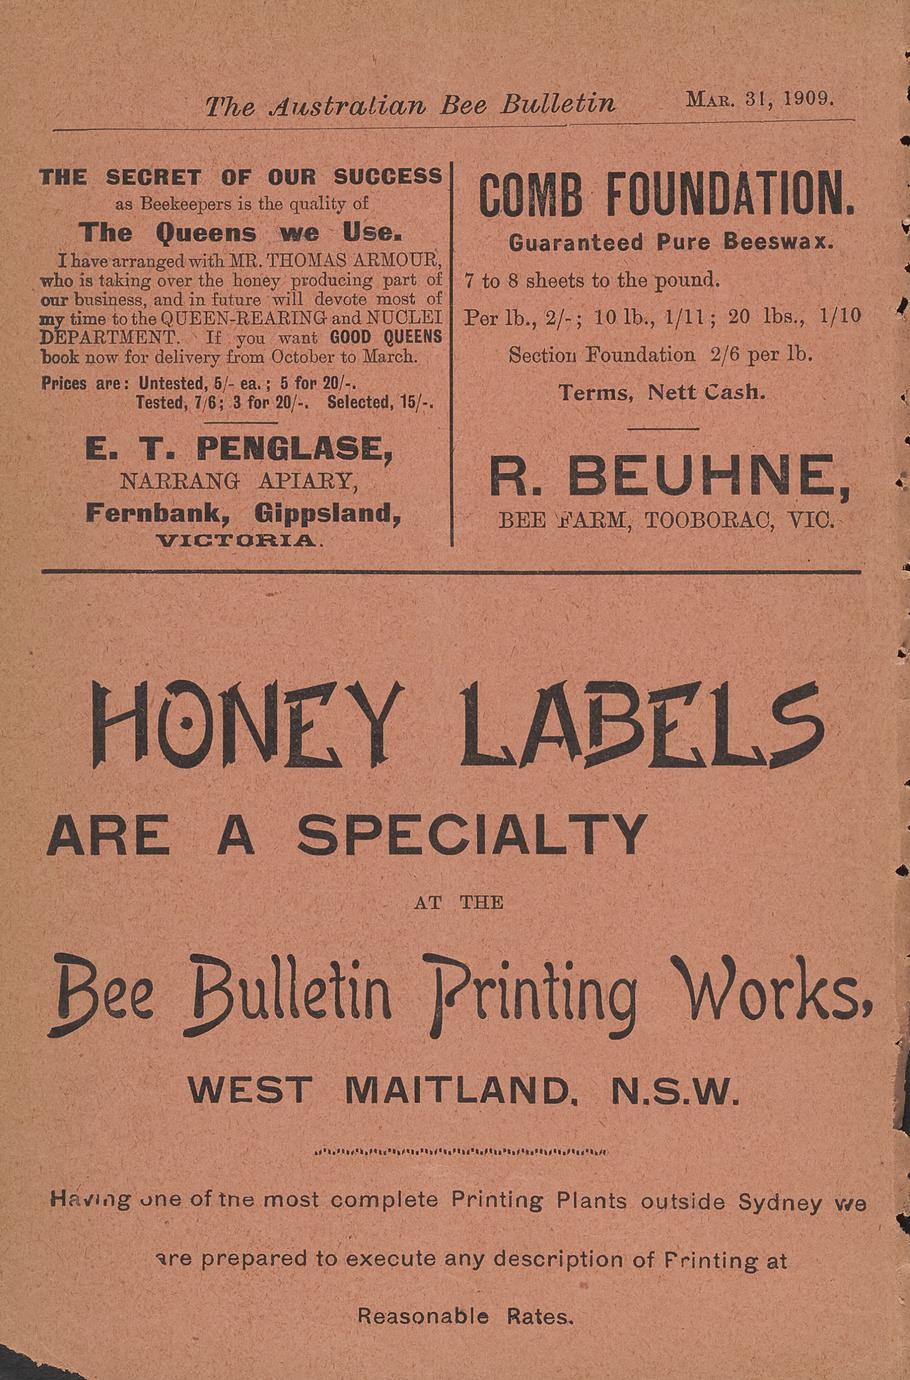 The Australian Bee Bulletin MAR. 31, 1909.
THE SECRET OF OUR SUCCESS
as Beekeepers is the quality of
The Queens we Use.
I have arranged with MR. THOMAS ARMOUR,
who is taking over the honey producing part of
our business, and in future will devote most of
my time to the QUEEN-REARING and NUCLEI
DEPARTMENT. If you want GOOD QUEENS
book now for delivery from October to March.
Prices are: Untested, 5/- ea.; 5 for 20/-.
Tested, 7/6; 3 for 20/-. Selected, 15/-.
E. T. PENGLASE,
NARRANG APIARY,
Fernbank, Gippsland,
VICTORIA.
COMB FOUNDATION.
Guaranteed Pure Beeswax.
7 to 8 sheets to the pound.
Per lb., 2/-; 10 lb., 1/11; 20 lbs., 1/10
Section Foundation 2/6 per lb.
Terms, Nett Cash.
R. BEUHNE,
BEE FARM, TOOBORAC, VIC.
HONEY LABELS
ARE A SPECIALTY
AT THE
Bee Bulletin Printing Works,
WEST MAITLAND, N.S.W.
Having one of the most complete Printing Plants outside Sydney we
are prepared to execute any description of Printing at
Reasonable Rates.